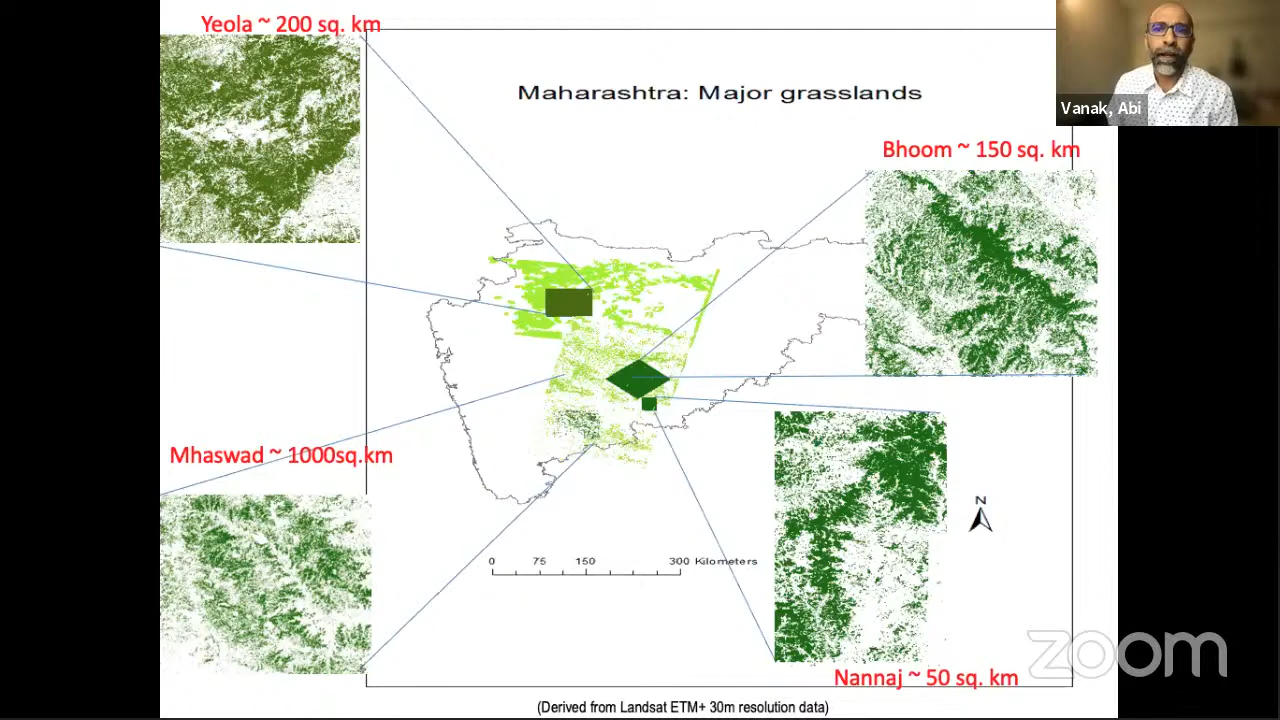 Yeola ~ 200 sq. km
Maharashtra: Major grasslands
Vanak, Abi
Bhoom ~ 150 sq. km
Mhaswad ~ 1000sq.km
N
0 75 150 300 Kilometers
zoom
Nannaj ~ 50 sq. km
(Derived from Landsat ETM+ 30m resolution data)